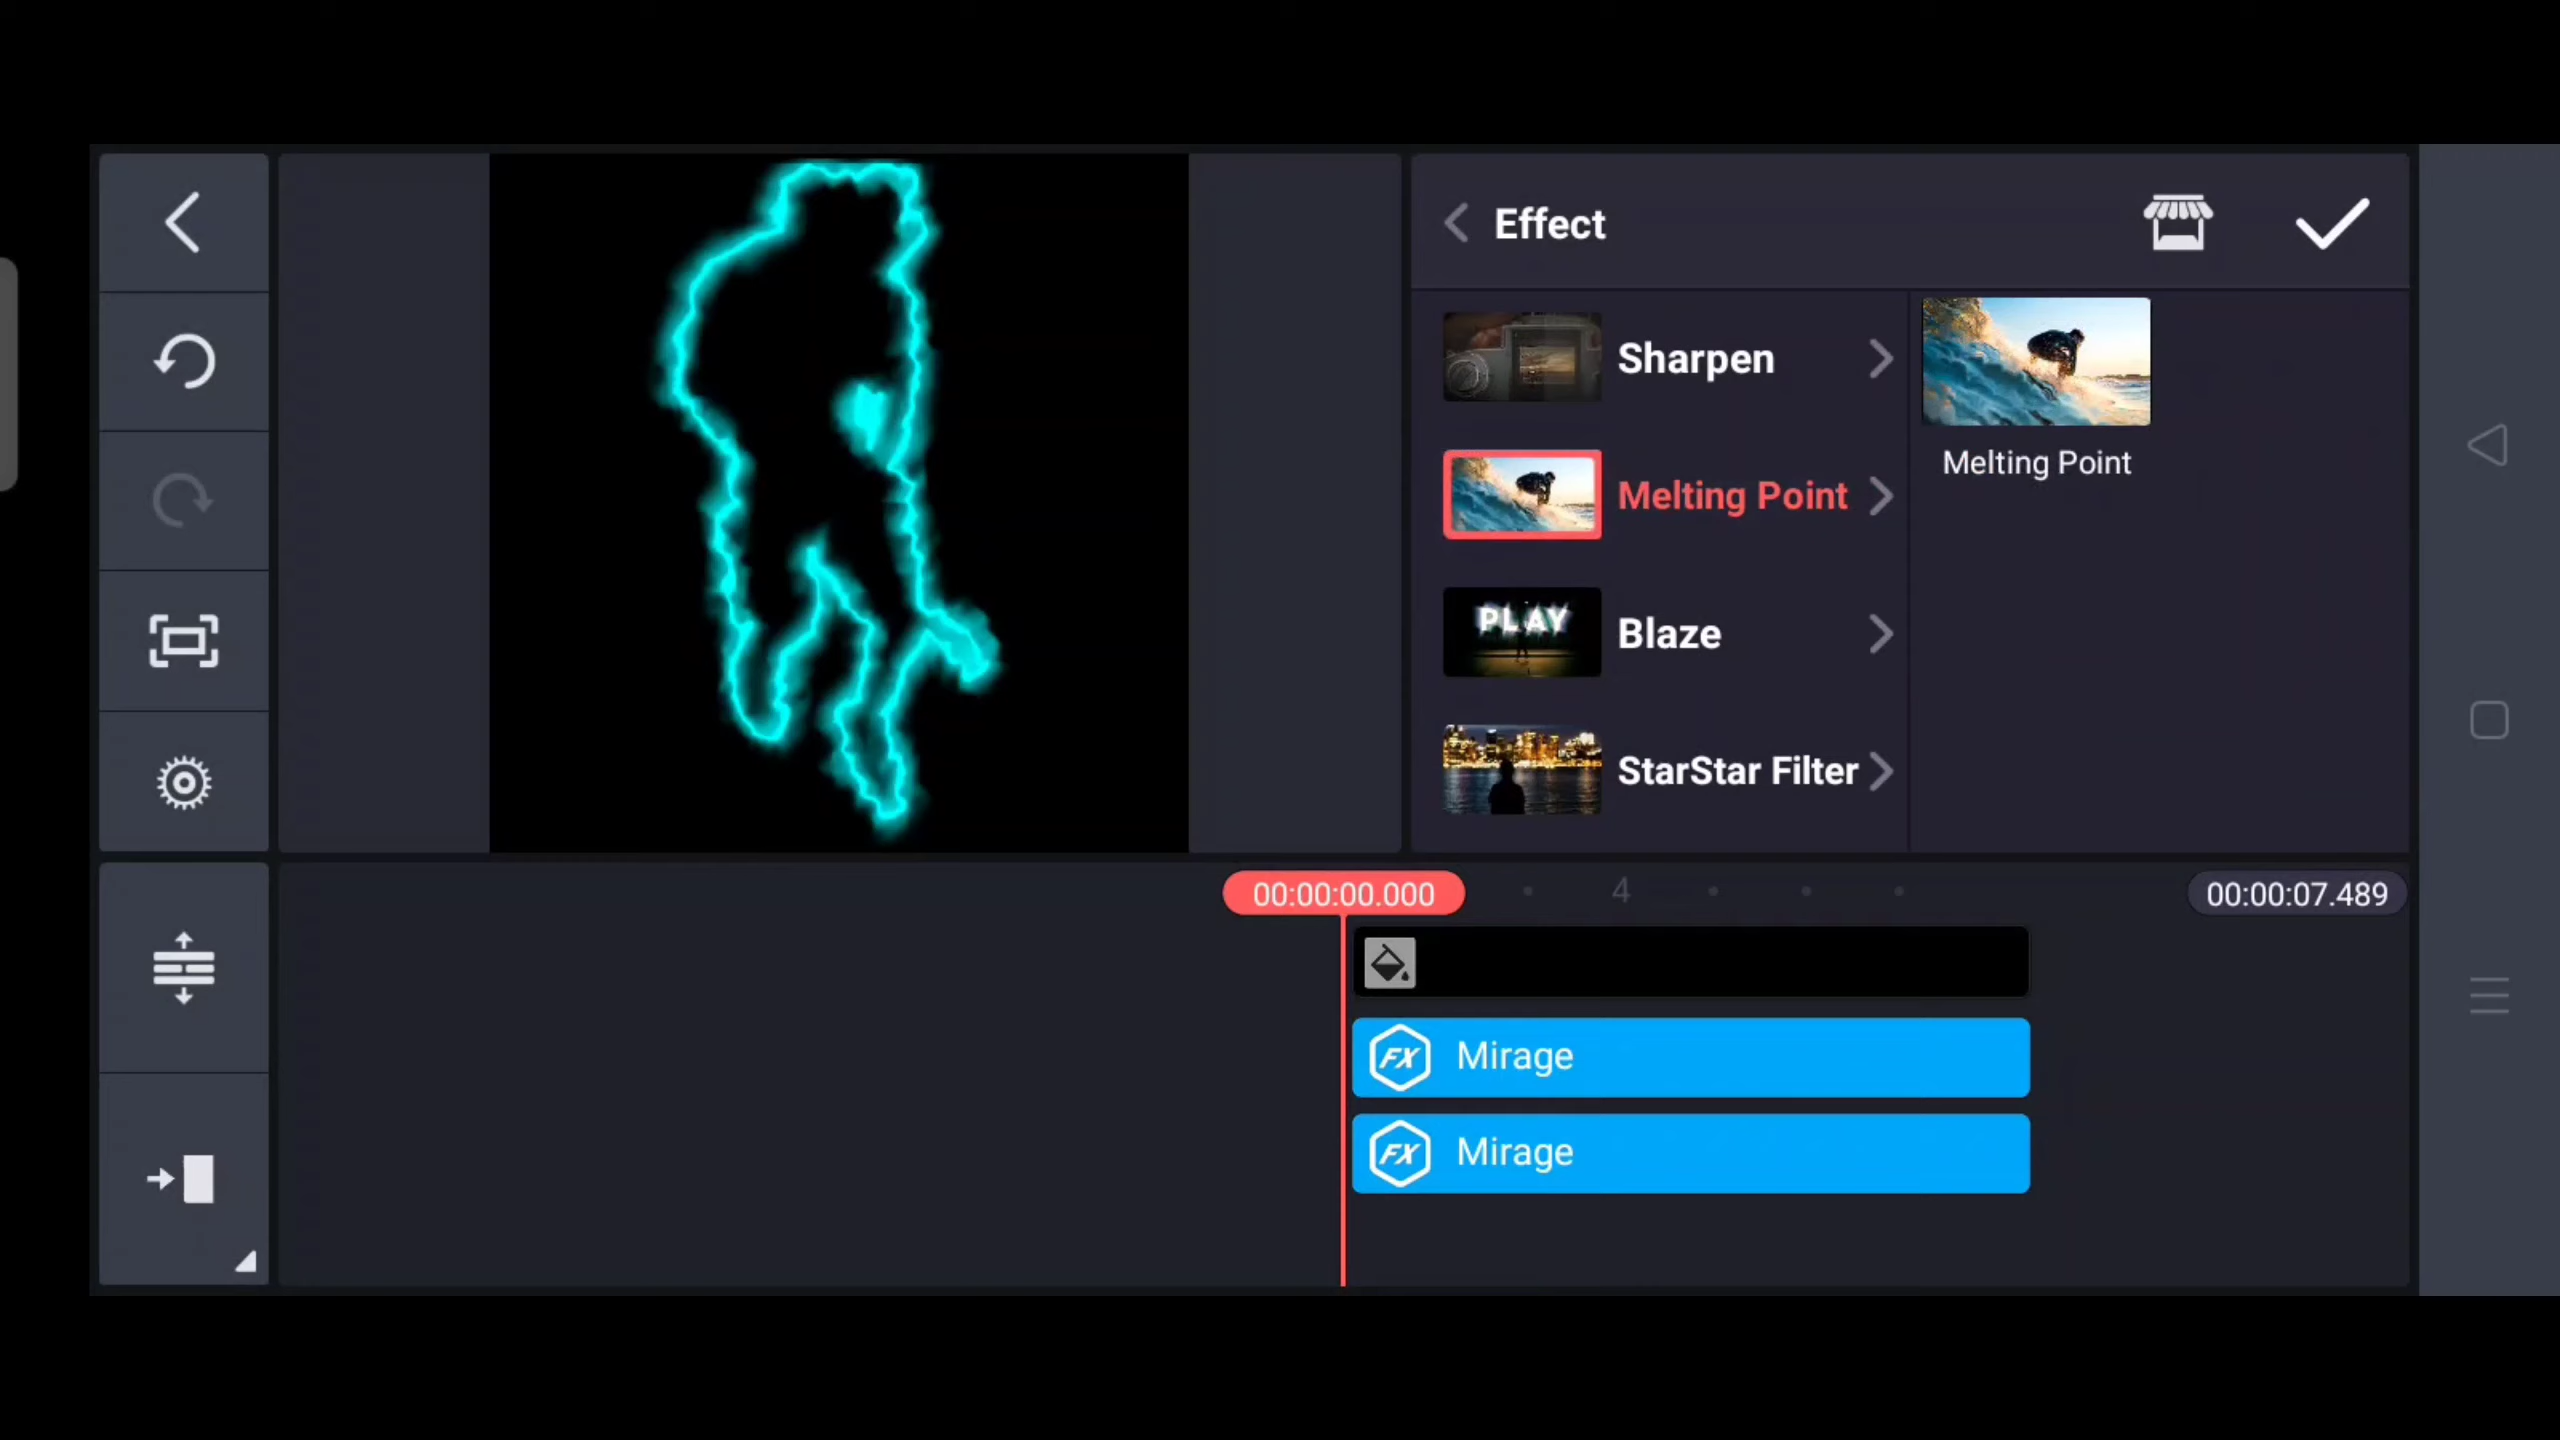 Effect
Sharpen
Melting Point
Blaze
StarStar Filter
Melting Point
PLAY
00:00:00.000
4
00:00:07.489
FX Mirage
FX Mirage